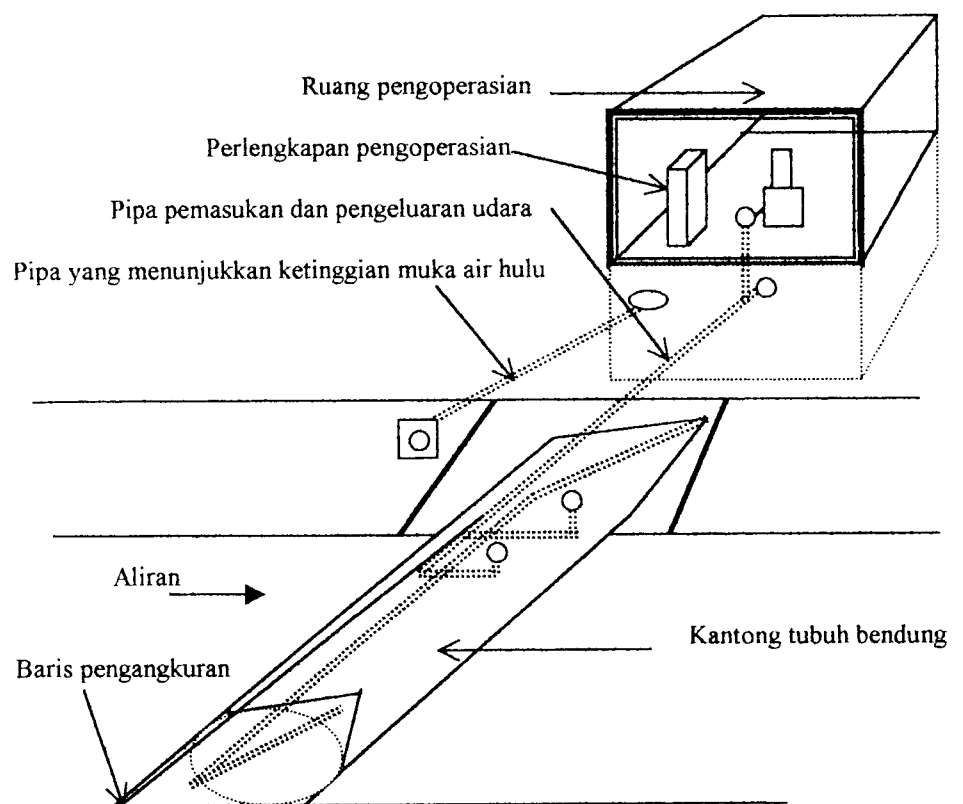 Ruang pengoperasian
Perlengkapan pengoperasian
Pipa pemasukan dan pengeluaran udara
Pipa yang menunjukkan ketinggian muka air hulu
Aliran
Kantong tubuh bendung
Baris pengangkuran